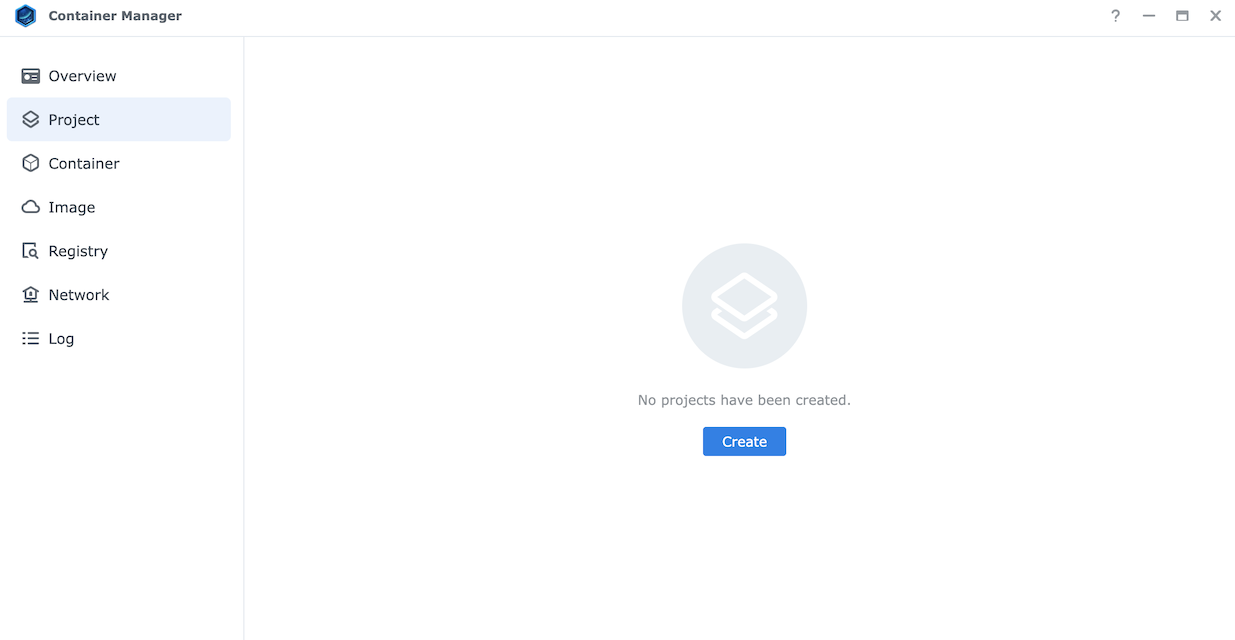 Container Manager
?
Overview
Project
Container
Image
Registry
Network
Log
No projects have been created.
Create